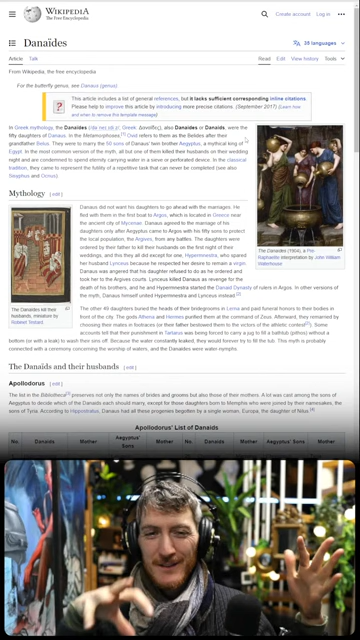 WIKIPEDIA
The Free Encyclopedia
Create account Log in
Danaïdes
39 languages
Article Talk
Read Edit View history Tools
From Wikipedia, the free encyclopedia
For the butterfly genus, see Danaus (genus)
This article includes a list of general references, but it lacks sufficient corresponding inline citations.
Please help to improve this article by introducing more precise citations. (September 2017) (Learn how
and when to remove this template message)
In Greek mythology, the Danaïdes Greek: Δαναΐδες), also Danaides or Danaids, were the
fifty daughters of Danaus. In the Metamorphoses,[1] Ovid refers to them as the Belides after their
grandfather Belus. They were to marry the 50 sons of Danaus' twin brother Aegyptus, a mythical king of
Egypt. In the most common version of the myth, all but one of them killed their husbands on their wedding
night and are condemned to spend eternity carrying water in a sieve or perforated device. In the classical
tradition, they came to represent the futility of a repetitive task that can never be completed (see also
Sisyphus and Ocnus).
The Danaides (1904), a Pre-
Raphaelite interpretation by John William
Waterhouse
Mythology [edit]
Danaus did not want his daughters to go ahead with the marriages. He
fled with them in the first boat to Argos, which is located in Greece near
the ancient city of Mycenae. Danaus agreed to the marriage of his
daughters only after Aegyptus came to Argos with his fifty sons to protect
the local population, the Argives, from any battles. The daughters were
ordered by their father to kill their husbands on the first night of their
weddings, and this they all did except for one, Hypermnestra, who spared
her husband Lynceus because he respected her desire to remain a virgin.
Danaus was angered that his daughter refused to do as he ordered and
took her to the Argives courts. Lynceus killed Danaus as revenge for the
death of his brothers, and he and Hypermnestra started the Danaid Dynasty of rulers in Argos. In other versions of
the myth, Danaus himself united Hypermnestra and Lynceus instead.[2]
The Danaides kill their
husbands, miniature by
Robinet Testard.
The other 49 daughters buried the heads of their bridegrooms in Lerna and paid funeral honors to their bodies in
front of the city. The gods Athena and Hermes purified them at the command of Zeus. Afterward, they remarried by
choosing their mates in footraces (or their father bestowed them to the victors of the athletic contest). Some
accounts tell that their punishment in Tartarus was being forced to carry a jug to fill a bathtub (pithos) without a
bottom (or with a leak) to wash their sins off. Because the water constantly leaked, they would forever try to fill the tub. This myth is probably
connected with a ceremony concerning the worship of waters, and the Danaides were water-nymphs.
The Danaids and their husbands [edit]
Apollodorus [edit]
The list in the Bibliotheca preserves not only the names of brides and grooms but also those of their mothers. A lot was cast among the sons of
Aegyptus to decide which of the Danaids each should marry, except for those daughters born to Memphis who were joined by their namesakes, the
sons of Tyria. According to Hippostratus, Danaus had all these progenies begotten by a single woman, Europa, the daughter of Nilus.
Apollodorus' List of Danaids
No. Danaids Mother Aegyptus' Sons Mother No. Danaids Mother Aegyptus' Sons Mother